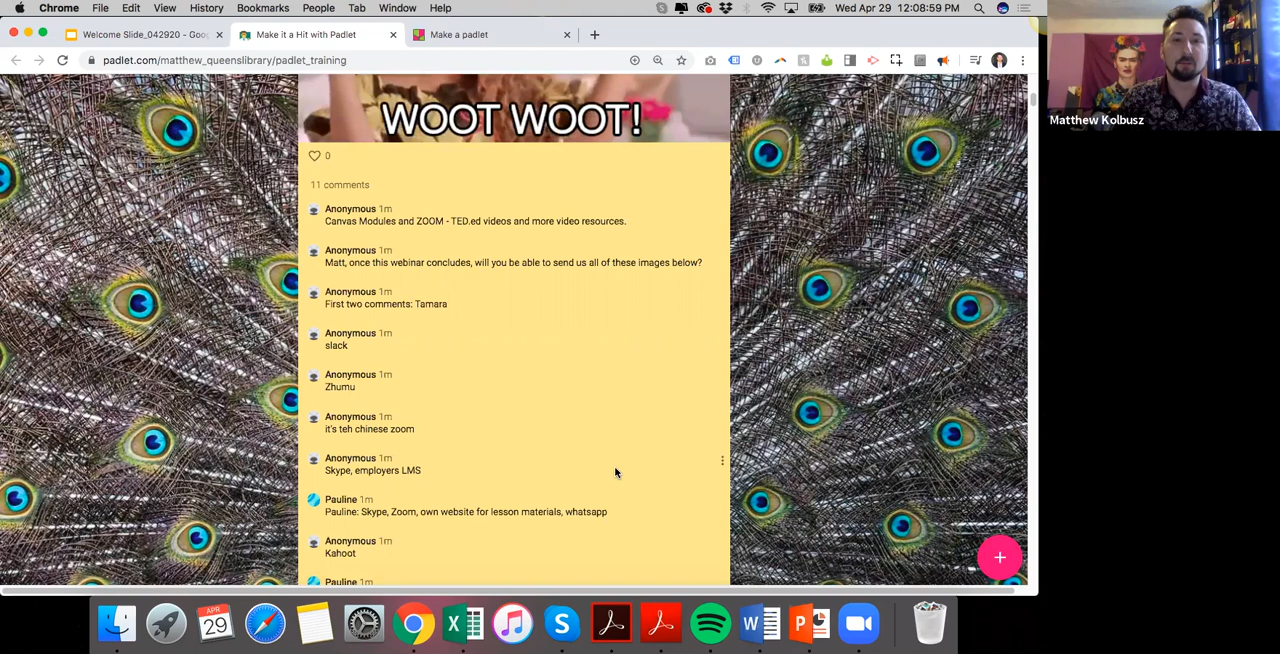 Chrome File Edit View History Bookmarks People Tab Window Help Wed Apr 29 12:08:59 PM
Welcome Slide_042920 - Goo Make it a Hit with Padlet Make a padlet
padlet.com/matthew_queenslibrary/padlet_training
Matthew Kolbusz
WOOT WOOT!
0
11 comments
Anonymous 1m
Canvas Modules and ZOOM - TED.ed videos and more video resources.
Anonymous 1m
Matt, once this webinar concludes, will you be able to send us all of these images below?
Anonymous 1m
First two comments: Tamara
Anonymous 1m
slack
Anonymous 1m
Zhumu
Anonymous 1m
it's teh chinese zoom
Anonymous 1m
Skype, employers LMS
Pauline 1m
Pauline: Skype, Zoom, own website for lesson materials, whatsapp
Anonymous 1m
Kahoot
Pauline 1m
APR
29